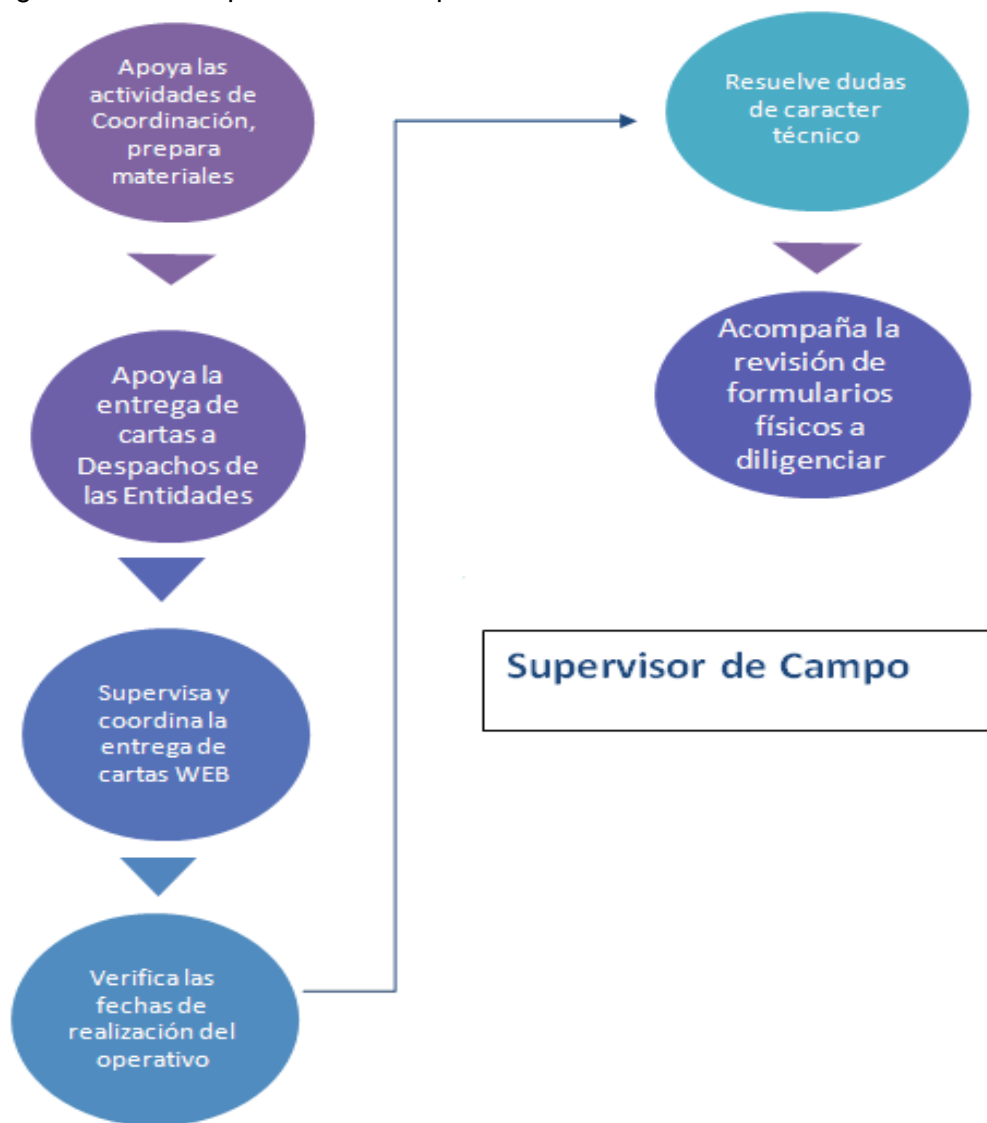 Apoya las
actividades de
Coordinación,
prepara
materiales
Apoya la
entrega de
cartas a
Despachos de
las Entidades
Supervisa y
coordina la
entrega de
cartas WEB
Verifica las
fechas de
realización del
operativo
Resuelve dudas
de caracter
técnico
Acompaña la
revisión de
formularios
físicos a
diligenciar
Supervisor de Campo